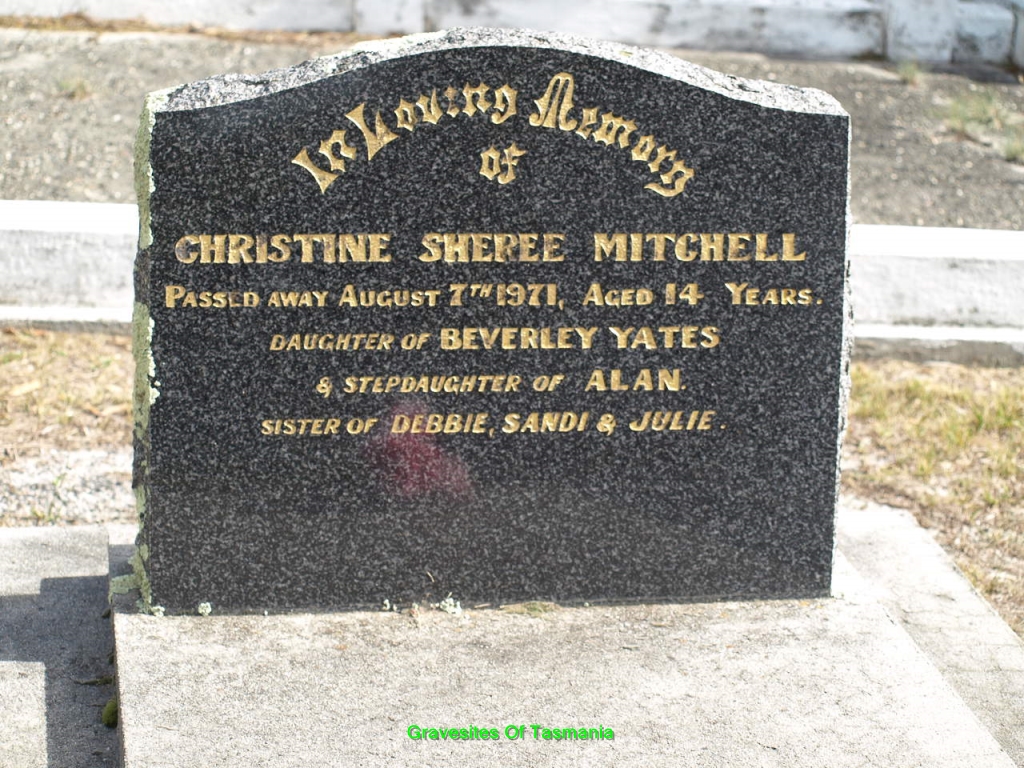 In Loving Memory
of
CHRISTINE SHEREE MITCHELL
PASSED AWAY AUGUST 7TH 1971, AGED 14 YEARS.
DAUGHTER OF BEVERLEY YATES
& STEPDAUGHTER OF ALAN.
SISTER OF DEBBIE, SANDI & JULIE.
Gravesites Of Tasmania